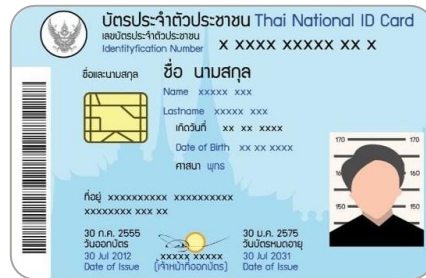 บัตรประจำตัวประชาชน Thai National ID Card
เลขบัตรประจำตัวประชาชน
Identyfication Number X XXXX XXXXX XX X
ชื่อและนามสกุล ชื่อ นามสกุล
Name xxxxx xxx
Lastname xxxxx xxx
เกิดวันที่ xx xx xxxx
Date of Birth xx xx xxxx
ศาสนา พุทธ
ที่อยู่ xxxxxxxxxx xxxxxxxxxx
xxxxxxxx xxx xx
30 ก.ค. 2555
วันออกบัตร
30 Jul 2012
Date of Issue
xxxxx xxxxx
(เจ้าหน้าที่ออกบัตร)
30 ม.ค. 2575
วันบัตรหมดอายุ
30 Jul 2031
Date of Issue
170 170
160
150 150